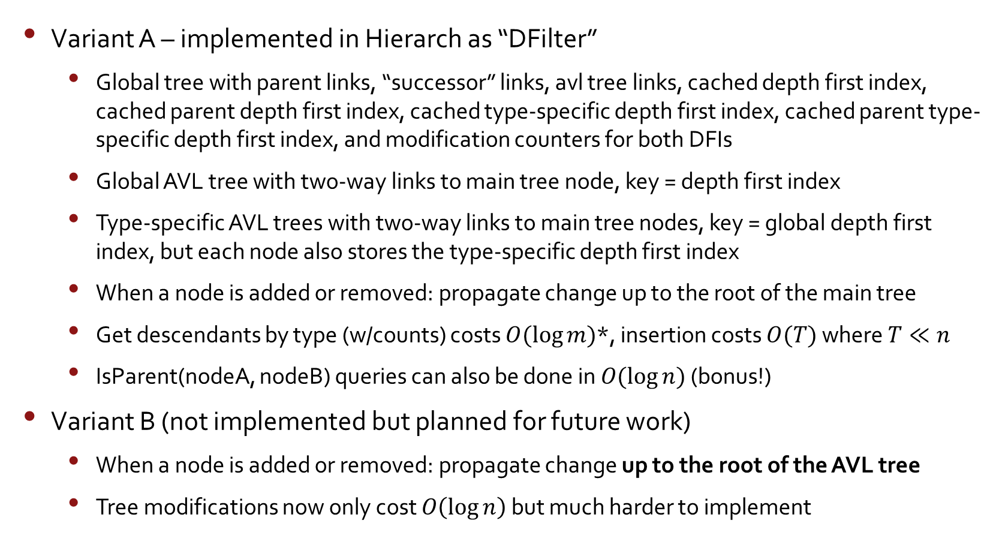 • Variant A – implemented in Hierarch as “DFilter”
• Global tree with parent links, “successor” links, avl tree links, cached depth first index,
cached parent depth first index, cached type-specific depth first index, cached parent type-
specific depth first index, and modification counters for both DFIs
• Global AVL tree with two-way links to main tree node, key = depth first index
• Type-specific AVL trees with two-way links to main tree nodes, key = global depth first
index, but each node also stores the type-specific depth first index
• When a node is added or removed: propagate change up to the root of the main tree
• Get descendants by type (w/counts) costs O(log m)*, insertion costs O(T) where T ≪ n
• IsParent(nodeA, nodeB) queries can also be done in O(log n) (bonus!)
• Variant B (not implemented but planned for future work)
• When a node is added or removed: propagate change up to the root of the AVL tree
• Tree modifications now only cost O(log n) but much harder to implement